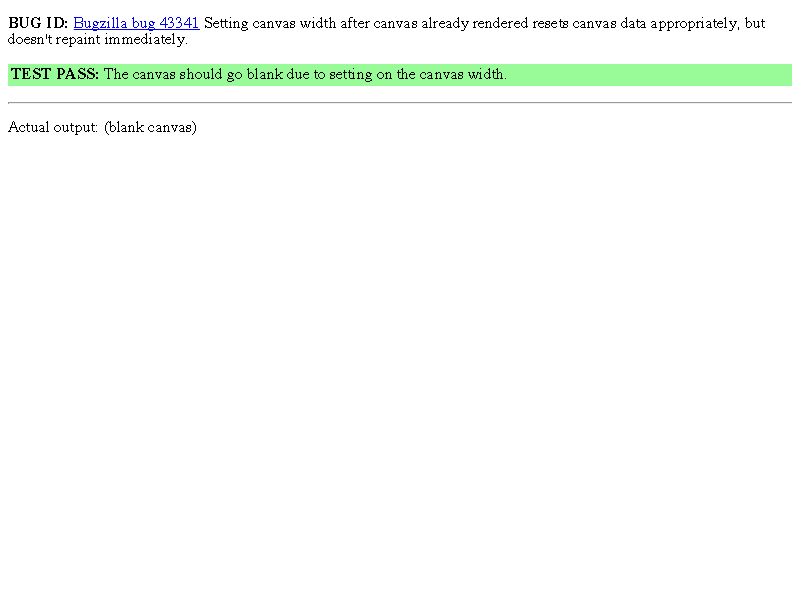 BUG ID: Bugzilla bug 43341 Setting canvas width after canvas already rendered resets canvas data appropriately, but
doesn't repaint immediately.
TEST PASS: The canvas should go blank due to setting on the canvas width.
Actual output: (blank canvas)